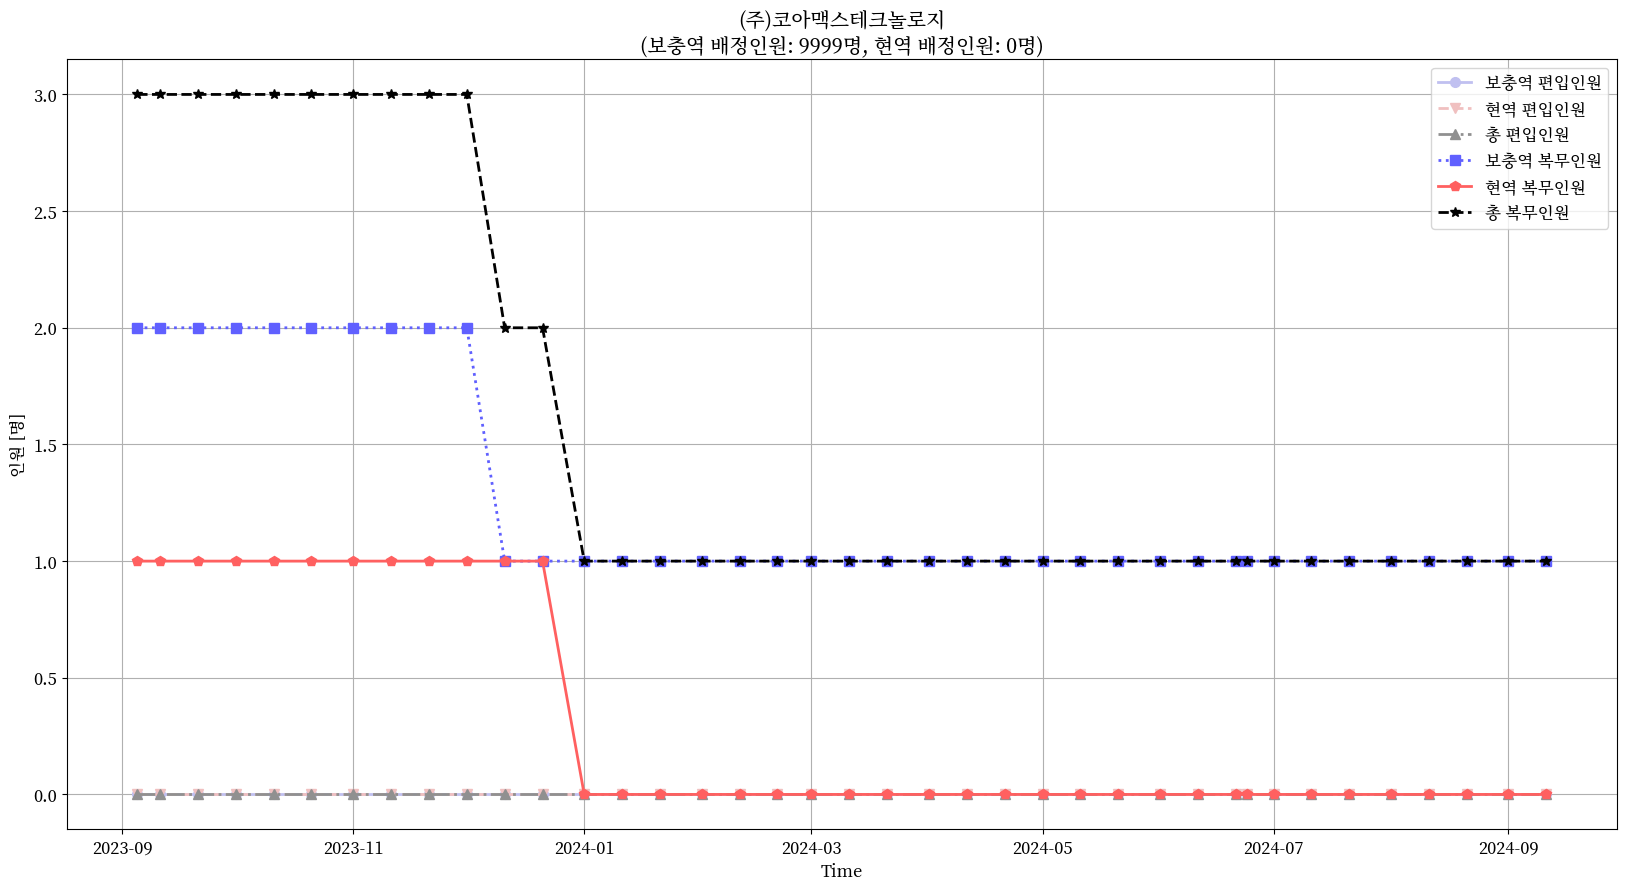 (주)코아맥스테크놀로지
(보충역 배정인원: 9999명, 현역 배정인원: 0명)
보충역 편입인원
현역 편입인원
총 편입인원
보충역 복무인원
현역 복무인원
총 복무인원
인원 [명]
3.0
2.5
2.0
1.5
1.0
0.5
0.0
2023-09
2023-11
2024-01
2024-03
2024-05
2024-07
2024-09
Time